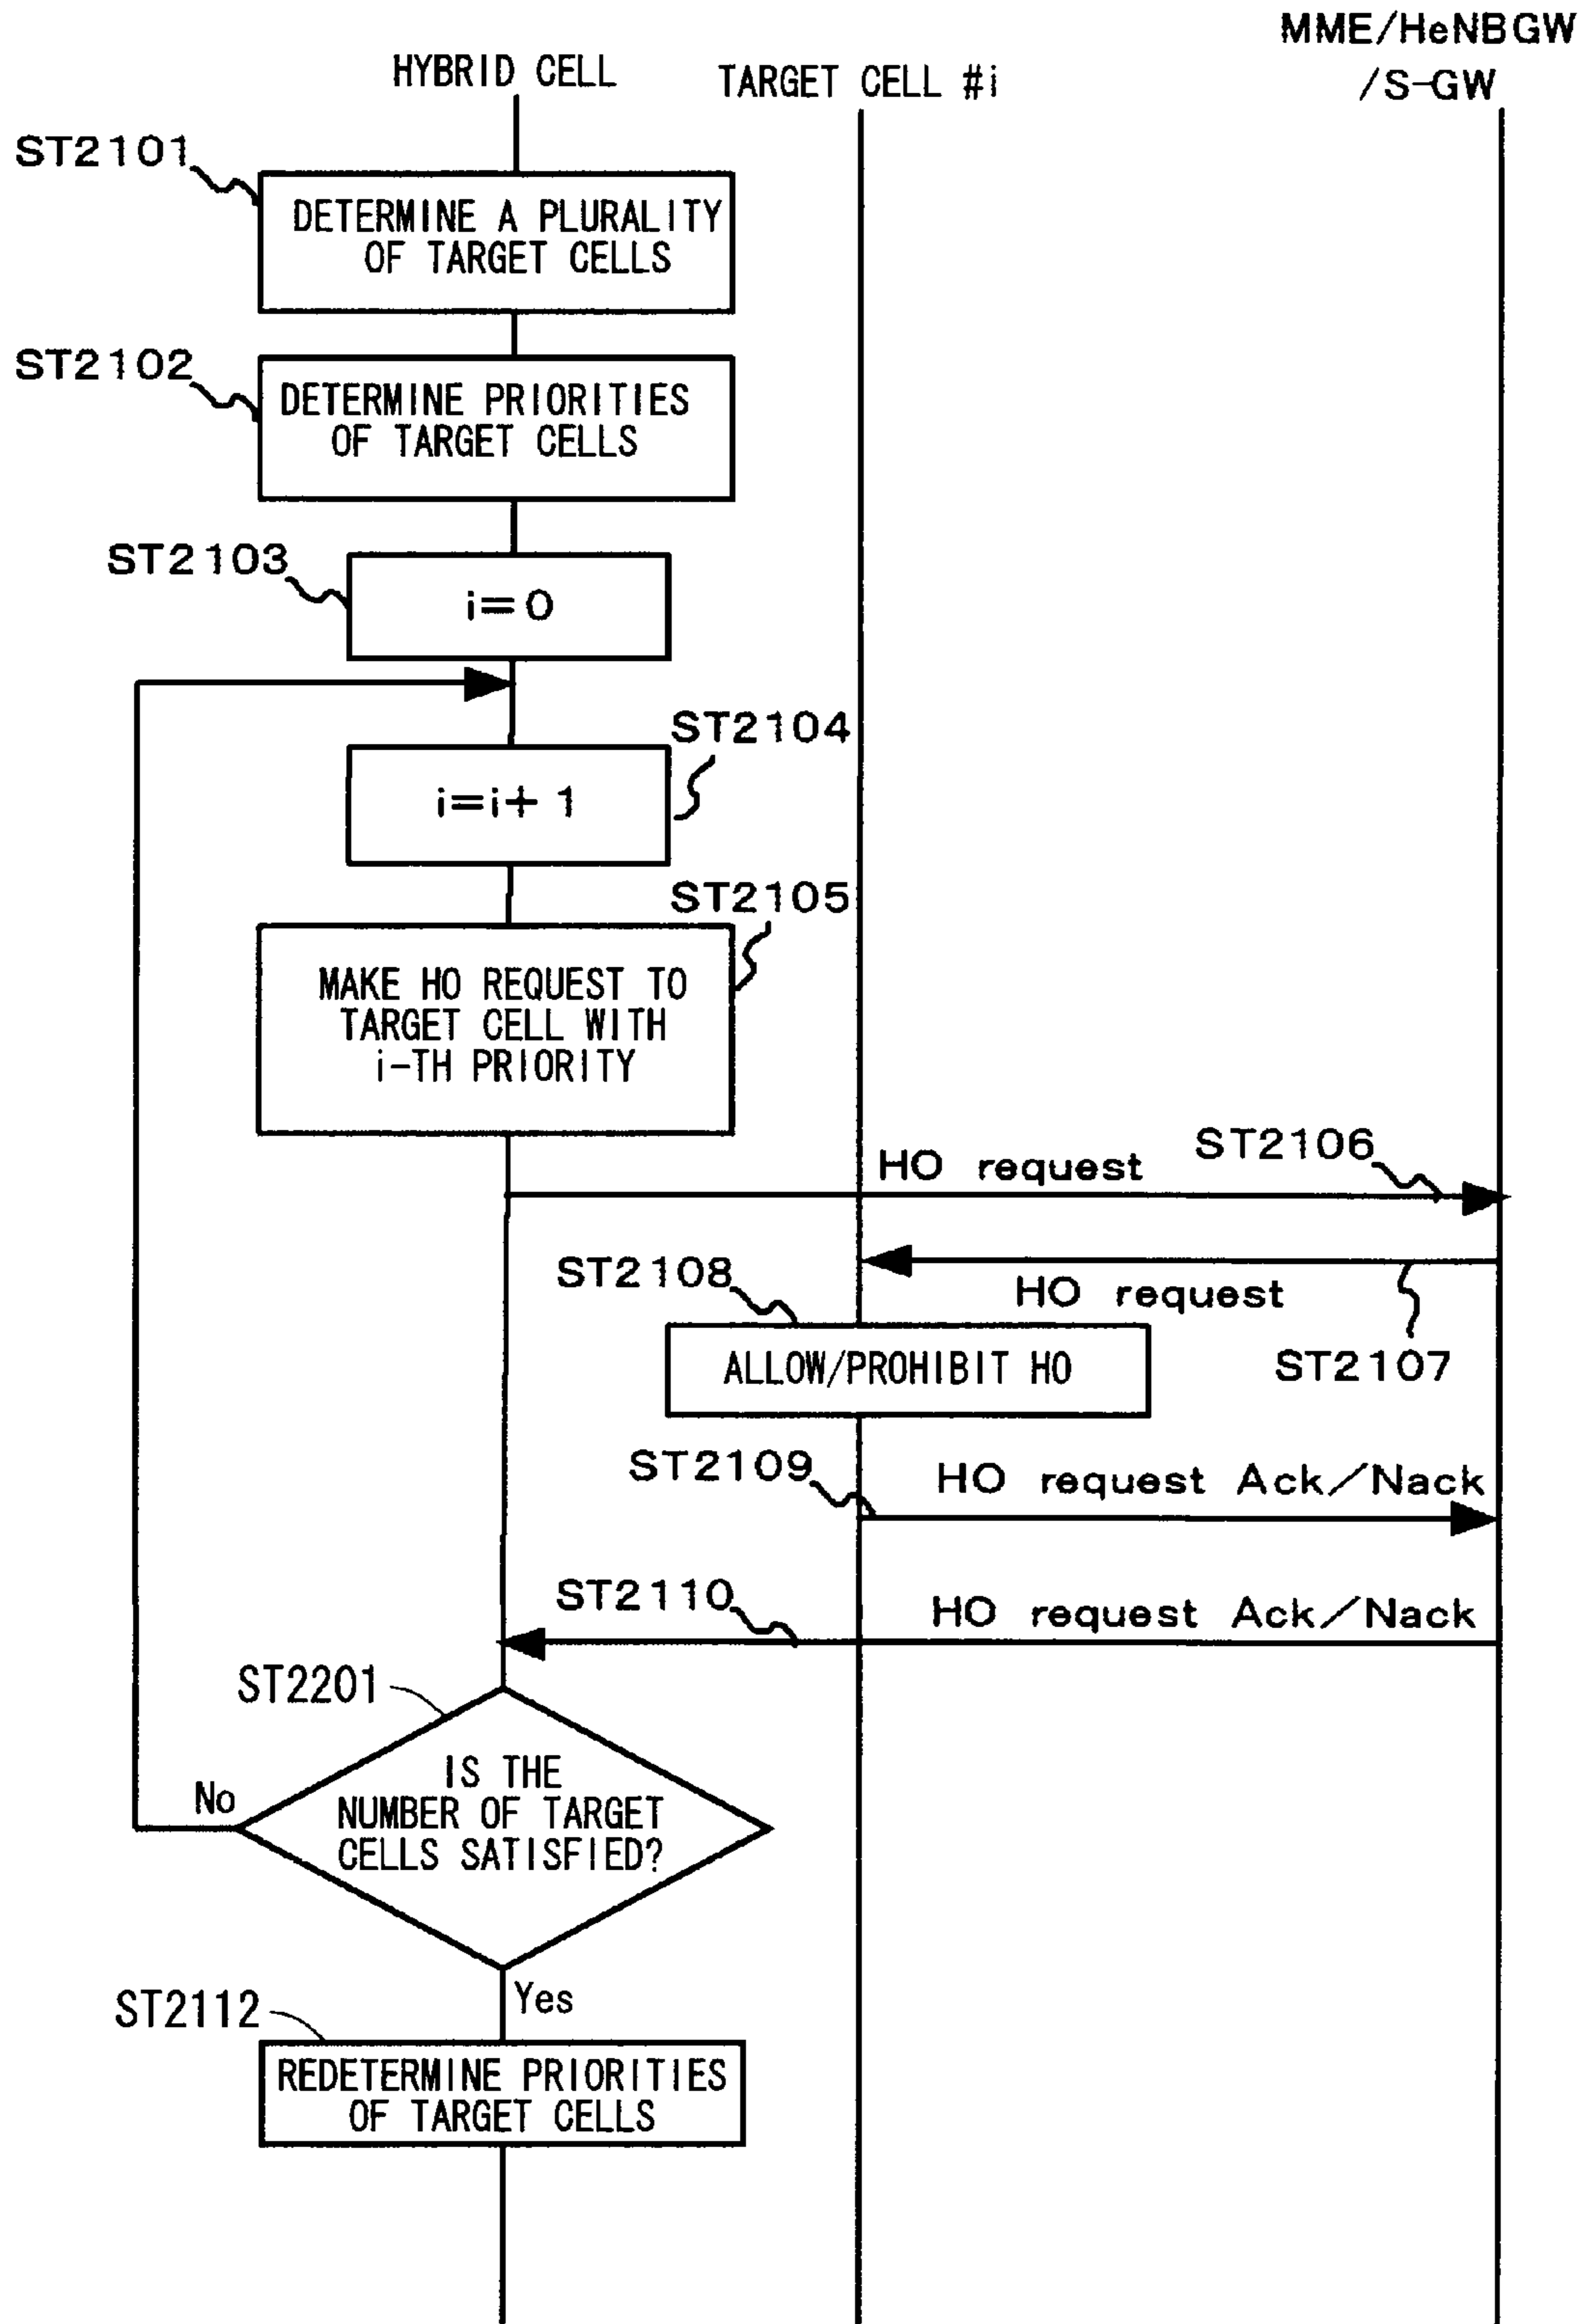 MME/HeNBGW
/S-GW
HYBRID CELL
TARGET CELL #i
ST2101
DETERMINE A PLURALITY
OF TARGET CELLS
ST2102
DETERMINE PRIORITIES
OF TARGET CELLS
ST2103
i=0
ST2104
i=i+1
ST2105
MAKE HO REQUEST TO
TARGET CELL WITH
i-TH PRIORITY
HO request
ST2106
ST2108
HO request
ST2107
ALLOW/PROHIBIT HO
ST2109
HO request Ack/Nack
ST2110
HO request Ack/Nack
ST2201
IS THE
NUMBER OF TARGET
CELLS SATISFIED?
No
Yes
ST2112
REDETERMINE PRIORITIES
OF TARGET CELLS